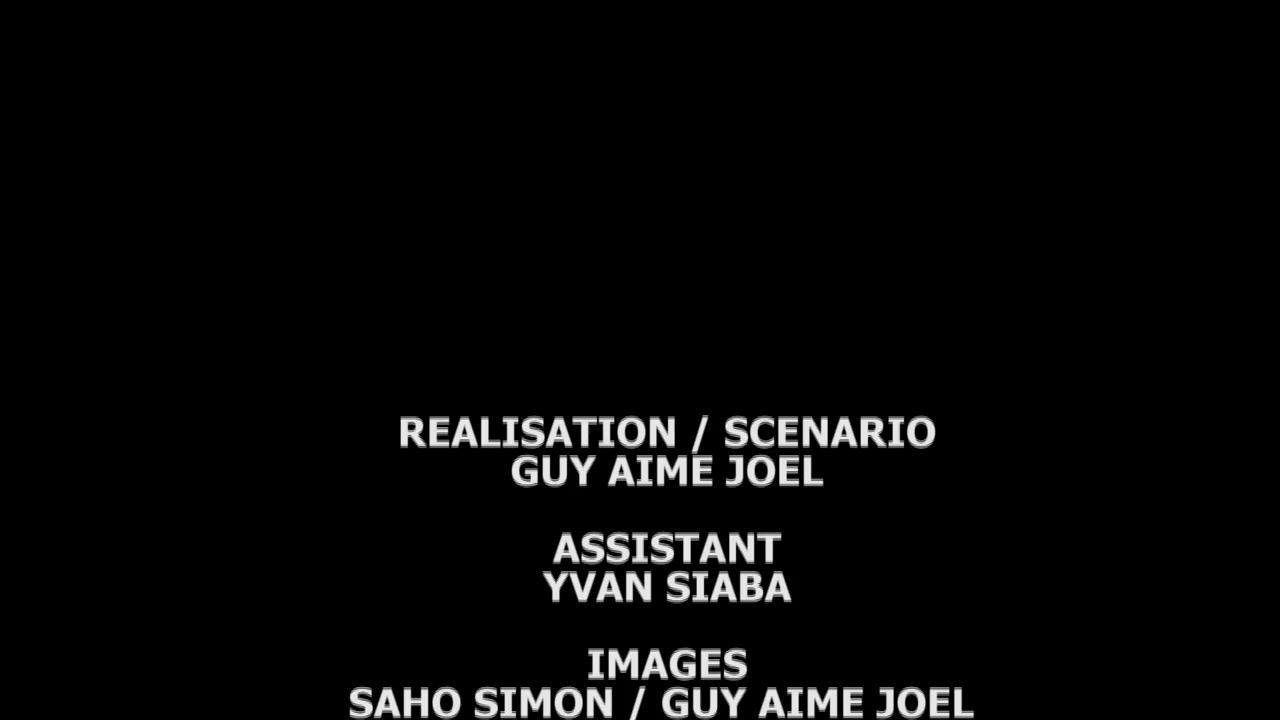 REALISATION / SCENARIO
GUY AIME JOEL
ASSISTANT
YVAN SIABA
IMAGES
SAHO SIMON / GUY AIME JOEL